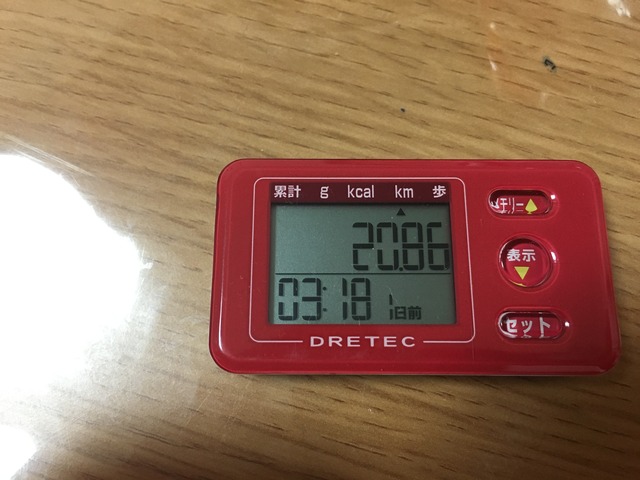 累計 g kcal km 歩
20.86
03:18 1日前
DRETEC
メモリー
表示
セット